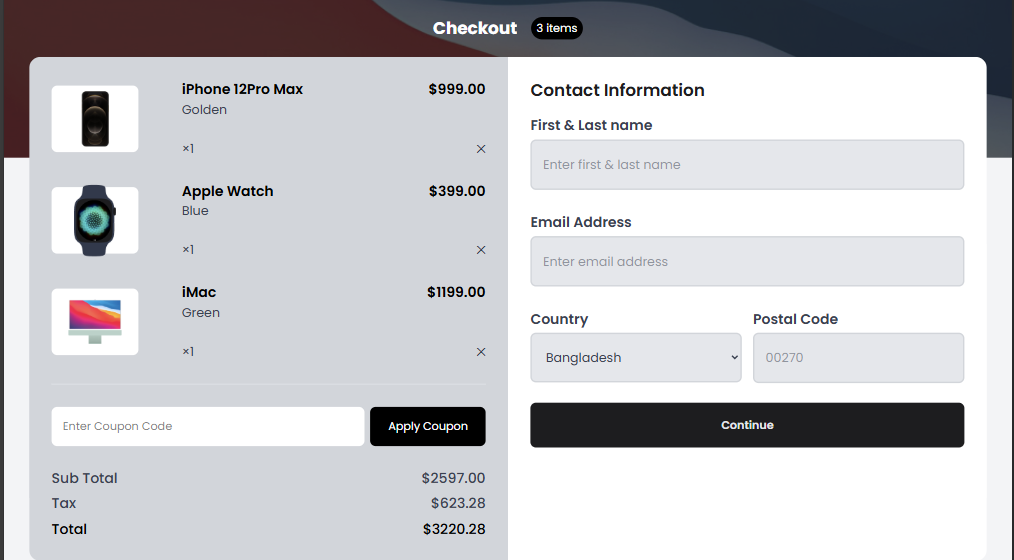 Checkout 3 items
iPhone 12Pro Max $999.00
Golden
×1 ×
Apple Watch $399.00
Blue
×1 ×
iMac $1199.00
Green
×1 ×
Enter Coupon Code Apply Coupon
Sub Total $2597.00
Tax $623.28
Total $3220.28
Contact Information
First & Last name
Enter first & last name
Email Address
Enter email address
Country Postal Code
Bangladesh 00270
Continue